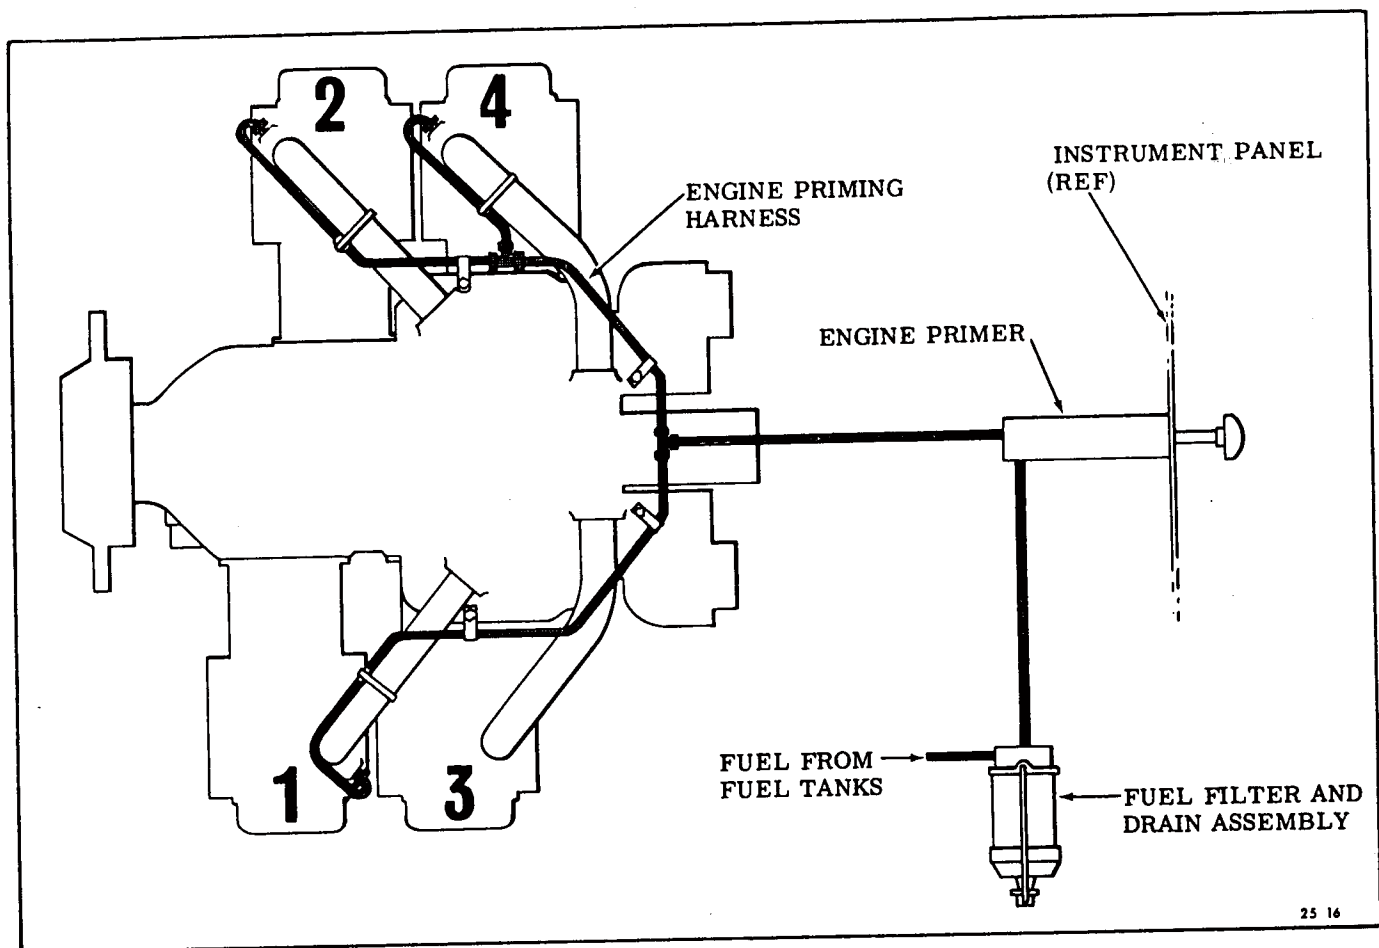 2
4
INSTRUMENT PANEL
(REF)
ENGINE PRIMING
HARNESS
ENGINE PRIMER
FUEL FROM
FUEL TANKS
1
3
FUEL FILTER AND
DRAIN ASSEMBLY
25 16